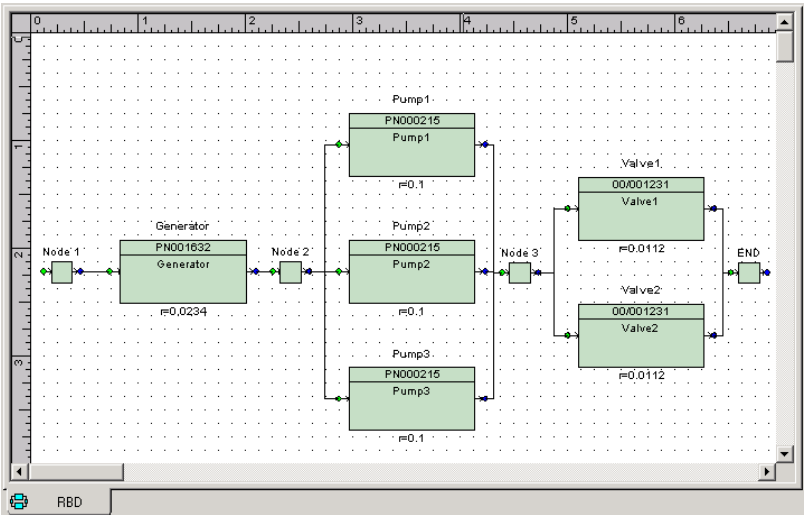 0 1 2 3 4 5 6
1
2
3
Pump1
PN000215
Pump1
r=0.1
Valve1
00/001231
Valve1
r=0.0112
Node 1
Generator
PN001632
Generator
r=0.0234
Node 2
Pump2
PN000215
Pump2
r=0.1
Node 3
END
Valve2
00/001231
Valve2
r=0.0112
Pump3
PN000215
Pump3
r=0.1
RBD